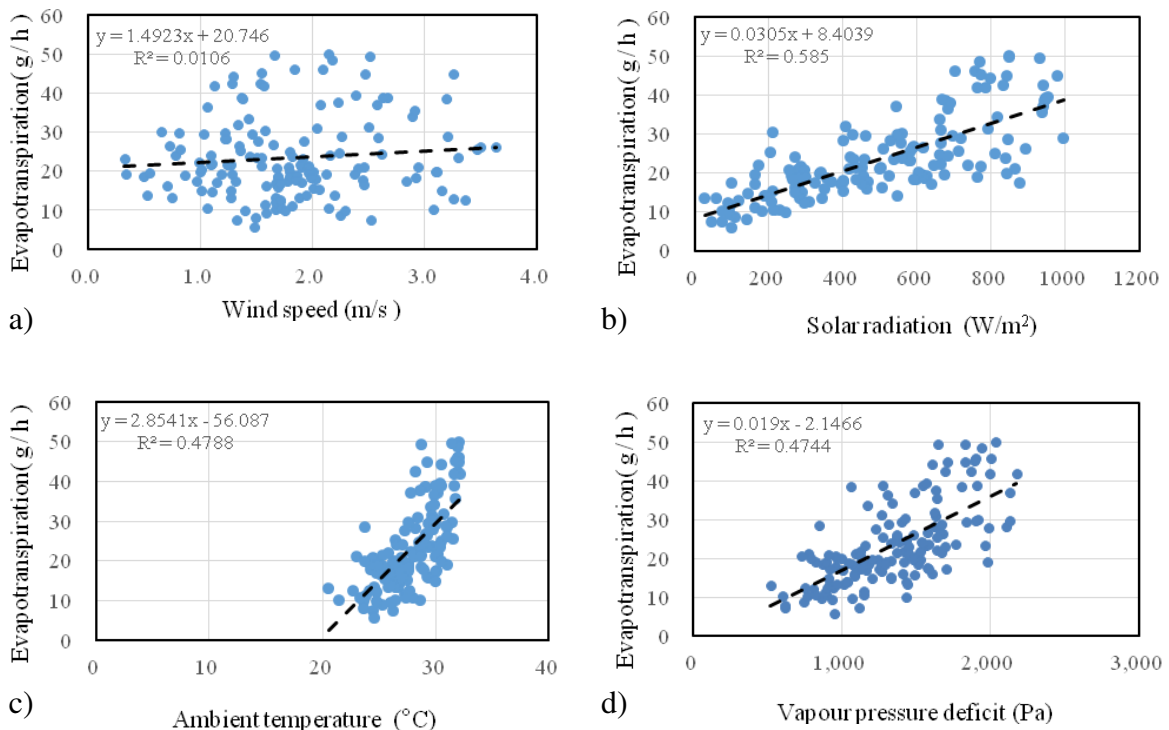 Evapotranspiration( g / h )
60
50
40
30
20
10
0
y = 1.4923x + 20.746
R² = 0.0106
0.0 1.0 2.0 3.0 4.0
Wind speed (m/s )
a)
Evapotranspiration( g / h )
60
50
40
30
20
10
0
y = 0.0305x + 8.4039
R² = 0.585
0 200 400 600 800 1000 1200
Solar radiation (W/m²)
b)
Evapotranspiration( g / h )
60
50
40
30
20
10
0
y = 2.8541x - 56.087
R² = 0.4788
0 10 20 30 40
Ambient temperature (°C)
c)
Evapotranspiration( g / h )
60
50
40
30
20
10
0
y = 0.019x - 2.1466
R² = 0.4744
0 1,000 2,000 3,000
Vapour pressure deficit (Pa)
d)